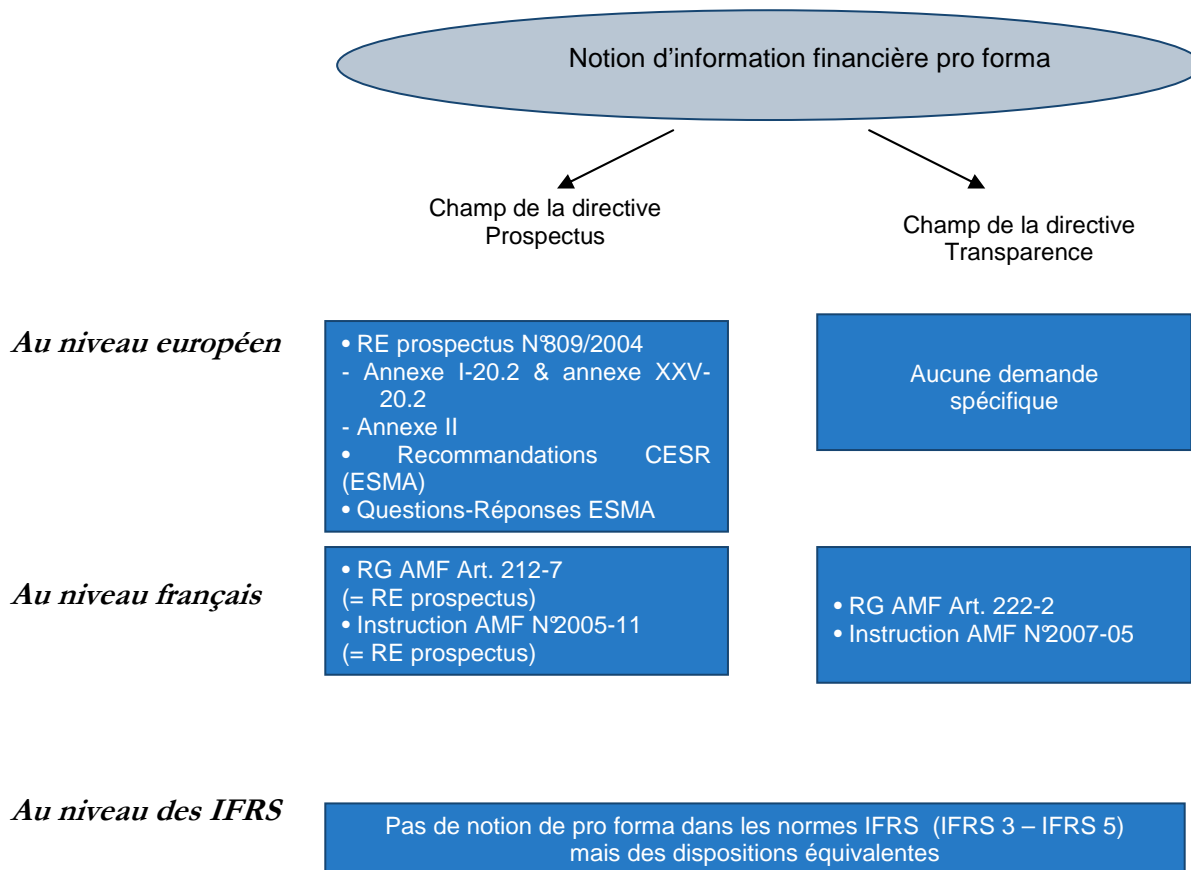 Notion d’information financière pro forma
Champ de la directive
Prospectus
Champ de la directive
Transparence
Au niveau européen
• RE prospectus N°809/2004
- Annexe I-20.2 & annexe XXV-
20.2
- Annexe II
• Recommandations CESR
(ESMA)
• Questions-Réponses ESMA
Aucune demande
spécifique
Au niveau français
• RG AMF Art. 212-7
(= RE prospectus)
• Instruction AMF N°2005-11
(= RE prospectus)
• RG AMF Art. 222-2
• Instruction AMF N°2007-05
Au niveau des IFRS
Pas de notion de pro forma dans les normes IFRS (IFRS 3 – IFRS 5)
mais des dispositions équivalentes